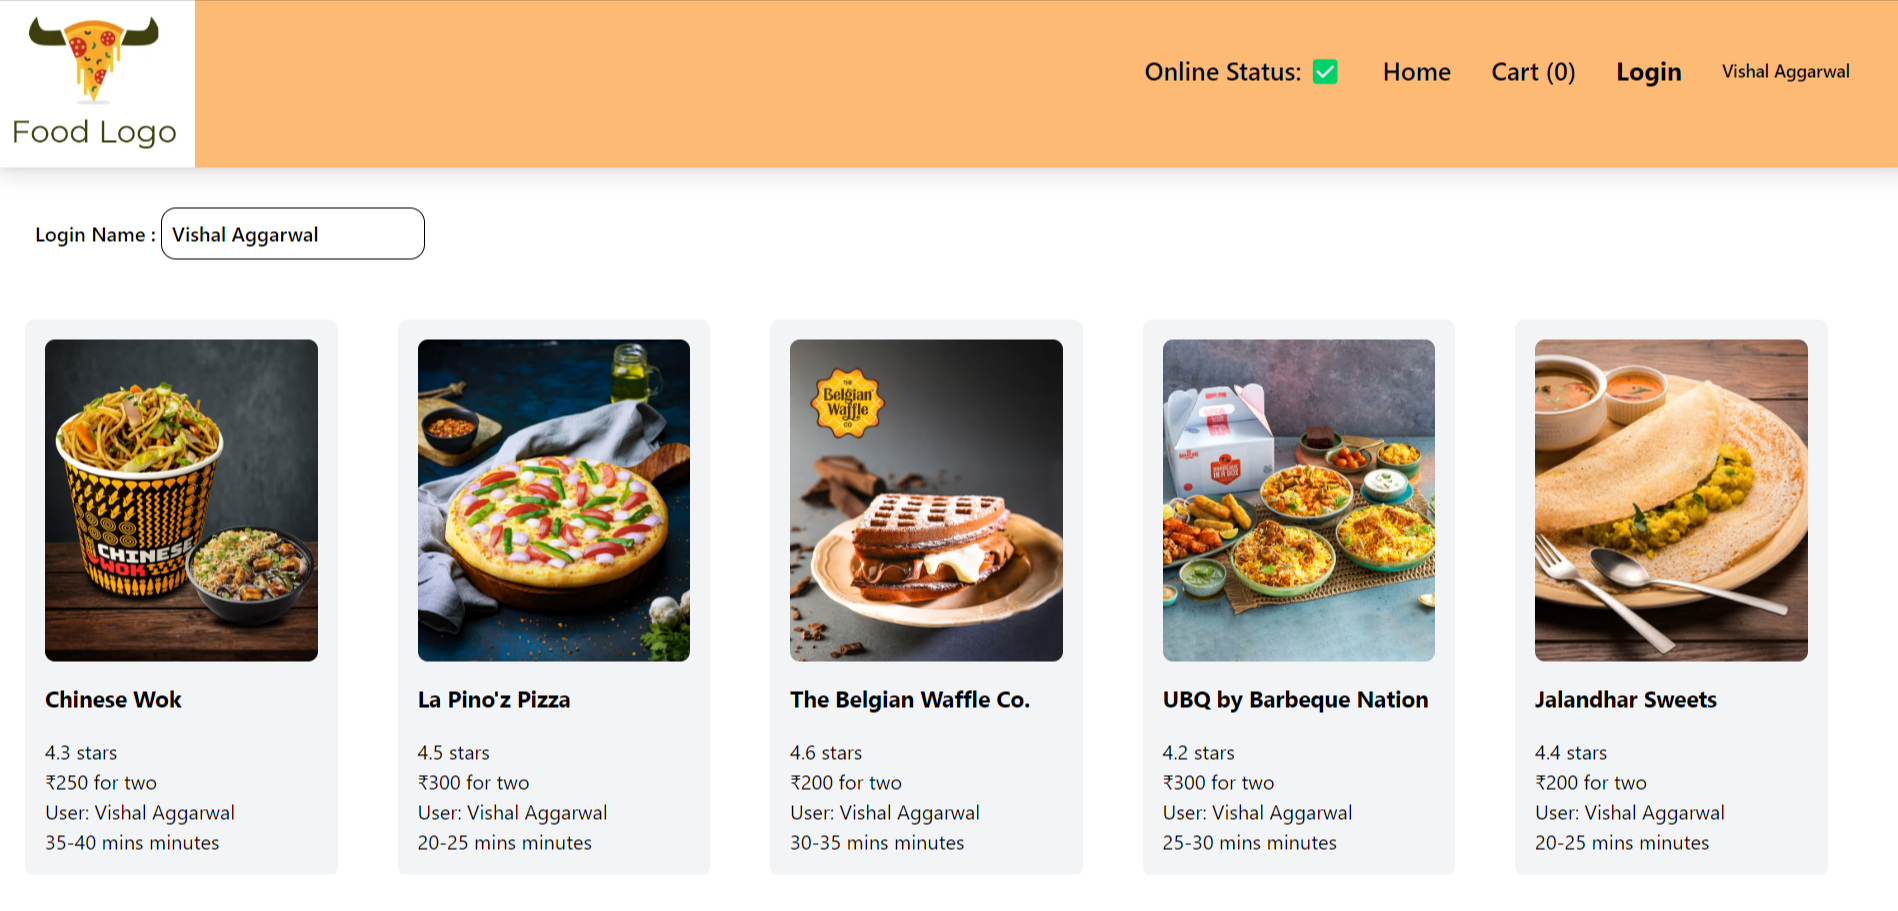 Food Logo
Online Status: ✅ Home Cart (0) Login Vishal Aggarwal
Login Name : Vishal Aggarwal
CHINESE
WOK
THE
Belgian
Waffle
CO
BARBEQUE
IN A BOX
Chinese Wok
4.3 stars
₹250 for two
User: Vishal Aggarwal
35-40 mins minutes
La Pino'z Pizza
4.5 stars
₹300 for two
User: Vishal Aggarwal
20-25 mins minutes
The Belgian Waffle Co.
4.6 stars
₹200 for two
User: Vishal Aggarwal
30-35 mins minutes
UBQ by Barbeque Nation
4.2 stars
₹300 for two
User: Vishal Aggarwal
25-30 mins minutes
Jalandhar Sweets
4.4 stars
₹200 for two
User: Vishal Aggarwal
20-25 mins minutes